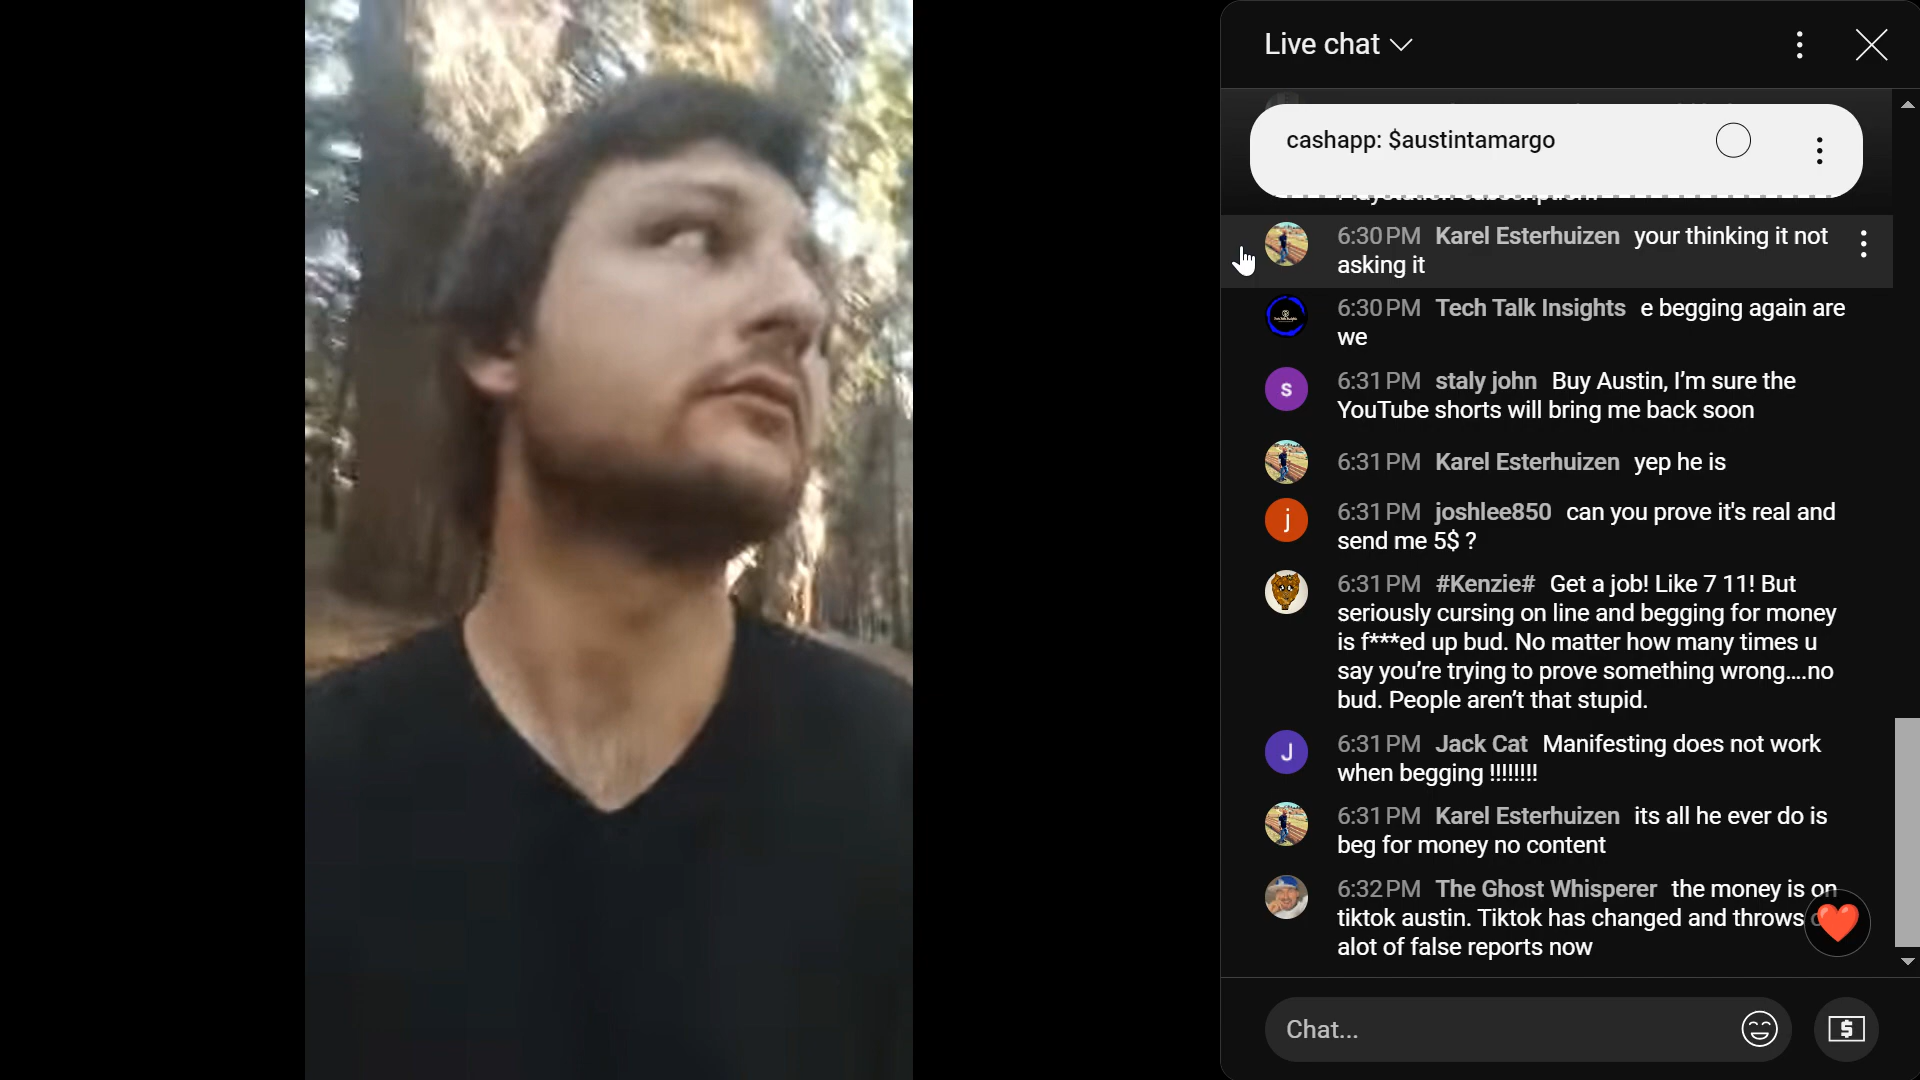 Live chat
cashapp: $austintamargo
6:30 PM Karel Esterhuizen your thinking it not
asking it
6:30 PM Tech Talk Insights e begging again are
we
s
6:31 PM staly john Buy Austin, I’m sure the
YouTube shorts will bring me back soon
6:31 PM Karel Esterhuizen yep he is
j
6:31 PM joshlee850 can you prove it's real and
send me 5$ ?
6:31 PM #Kenzie# Get a job! Like 7 11! But
seriously cursing on line and begging for money
is f***ed up bud. No matter how many times u
say you’re trying to prove something wrong....no
bud. People aren’t that stupid.
J
6:31 PM Jack Cat Manifesting does not work
when begging !!!!!!!!
6:31 PM Karel Esterhuizen its all he ever do is
beg for money no content
6:32 PM The Ghost Whisperer the money is on
tiktok austin. Tiktok has changed and throws
alot of false reports now
Chat...
$